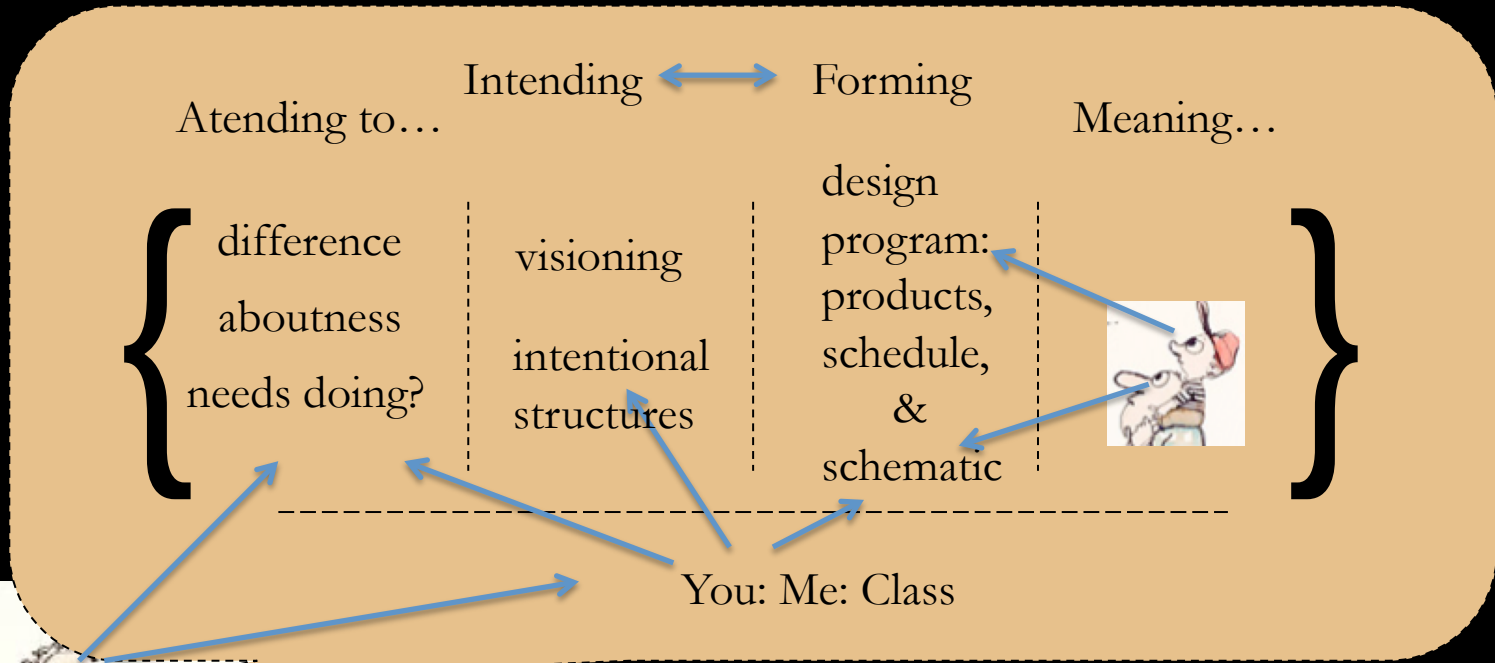 Intending
Forming
Atending to…
Meaning…
difference
aboutness
needs doing?
visioning
intentional
structures
design
program:
products,
schedule,
&
schematic
You: Me: Class